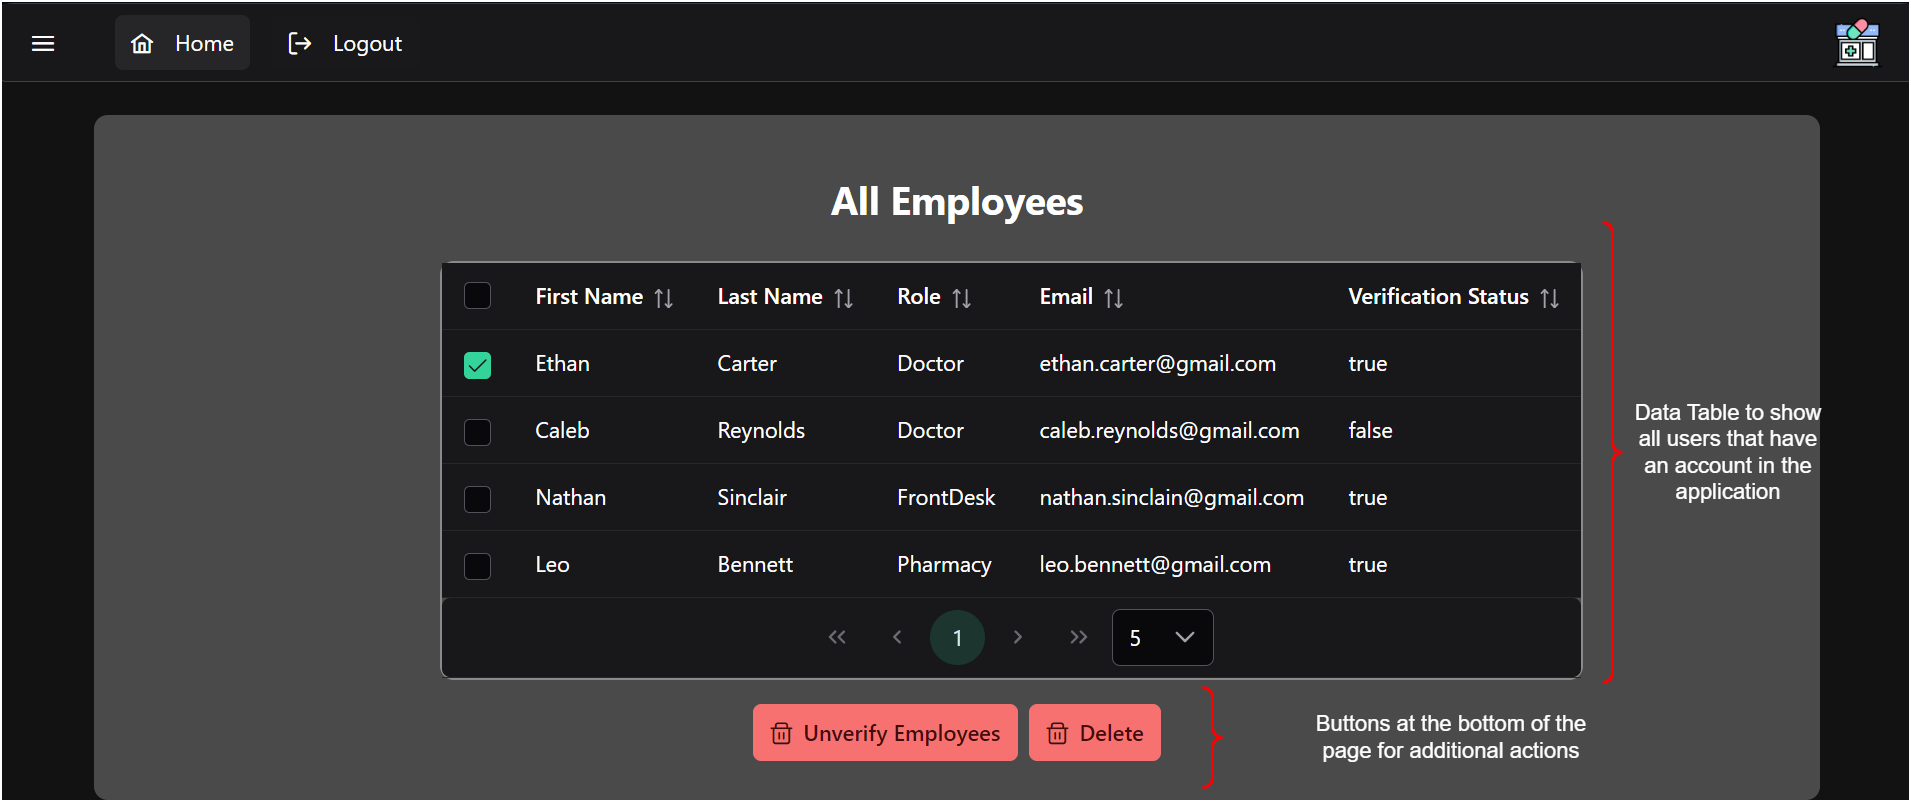 Home Logout
All Employees
First Name Last Name Role Email Verification Status
Ethan Carter Doctor ethan.carter@gmail.com true
Caleb Reynolds Doctor caleb.reynolds@gmail.com false
Nathan Sinclair FrontDesk nathan.sinclain@gmail.com true
Leo Bennett Pharmacy leo.bennett@gmail.com true
1 5
Data Table to show
all users that have
an account in the
application
Unverify Employees Delete
Buttons at the bottom of the
page for additional actions